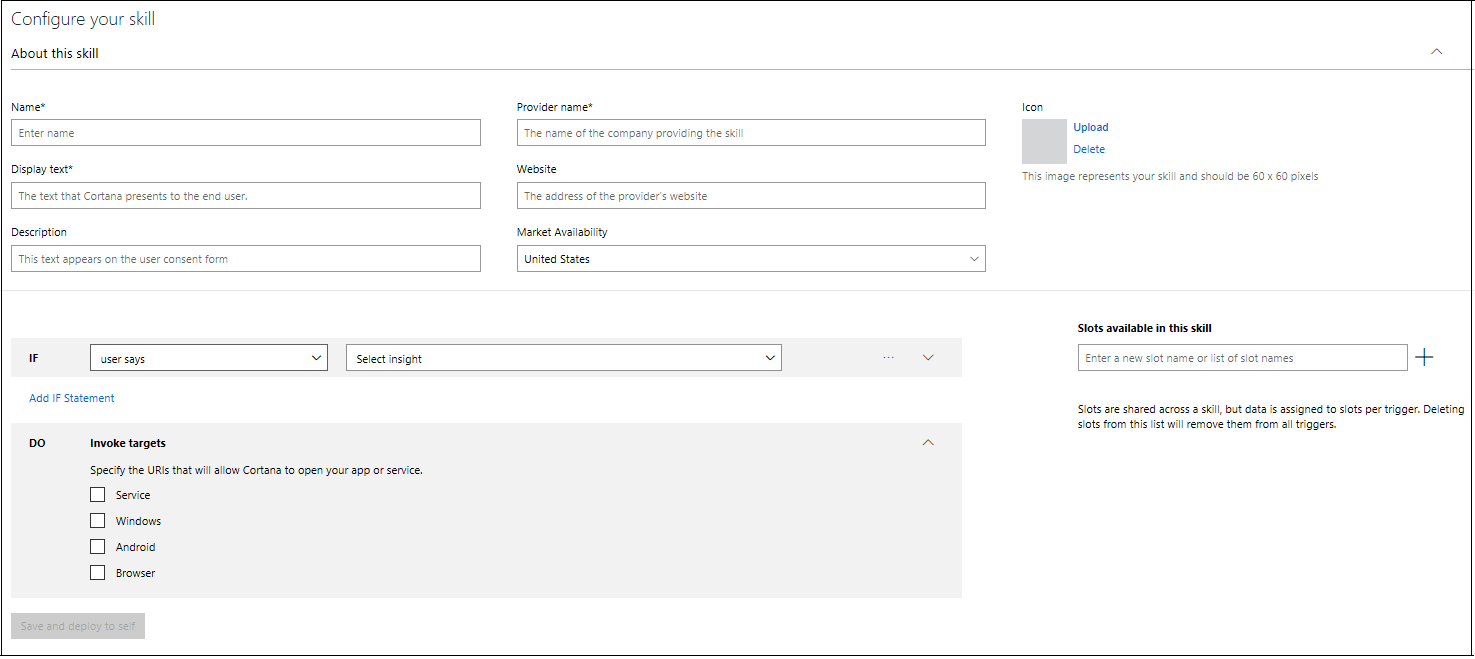 Configure your skill
About this skill
Name*
Enter name
Provider name*
The name of the company providing the skill
Icon
Upload
Delete
This image represents your skill and should be 60 x 60 pixels
Display text*
The text that Cortana presents to the end user.
Website
The address of the provider's website
Description
This text appears on the user consent form
Market Availability
United States
IF
user says
Select insight
...
Add IF Statement
Slots available in this skill
Enter a new slot name or list of slot names
Slots are shared across a skill, but data is assigned to slots per trigger. Deleting
slots from this list will remove them from all triggers.
DO
Invoke targets
Specify the URIs that will allow Cortana to open your app or service.
Service
Windows
Android
Browser
Save and deploy to self